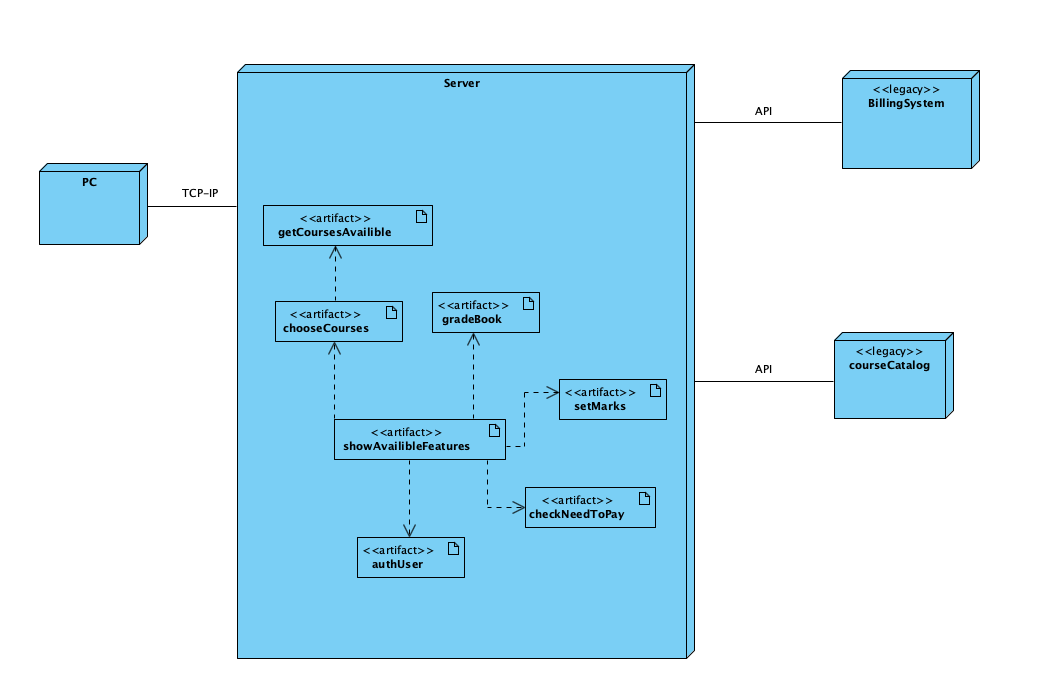 Server
<<legacy>>
BillingSystem
API
PC
TCP-IP
<<artifact>>
getCoursesAvailible
<<artifact>>
chooseCourses
<<artifact>>
gradeBook
<<legacy>>
courseCatalog
API
<<artifact>>
setMarks
<<artifact>>
showAvailibleFeatures
<<artifact>>
checkNeedToPay
<<artifact>>
authUser